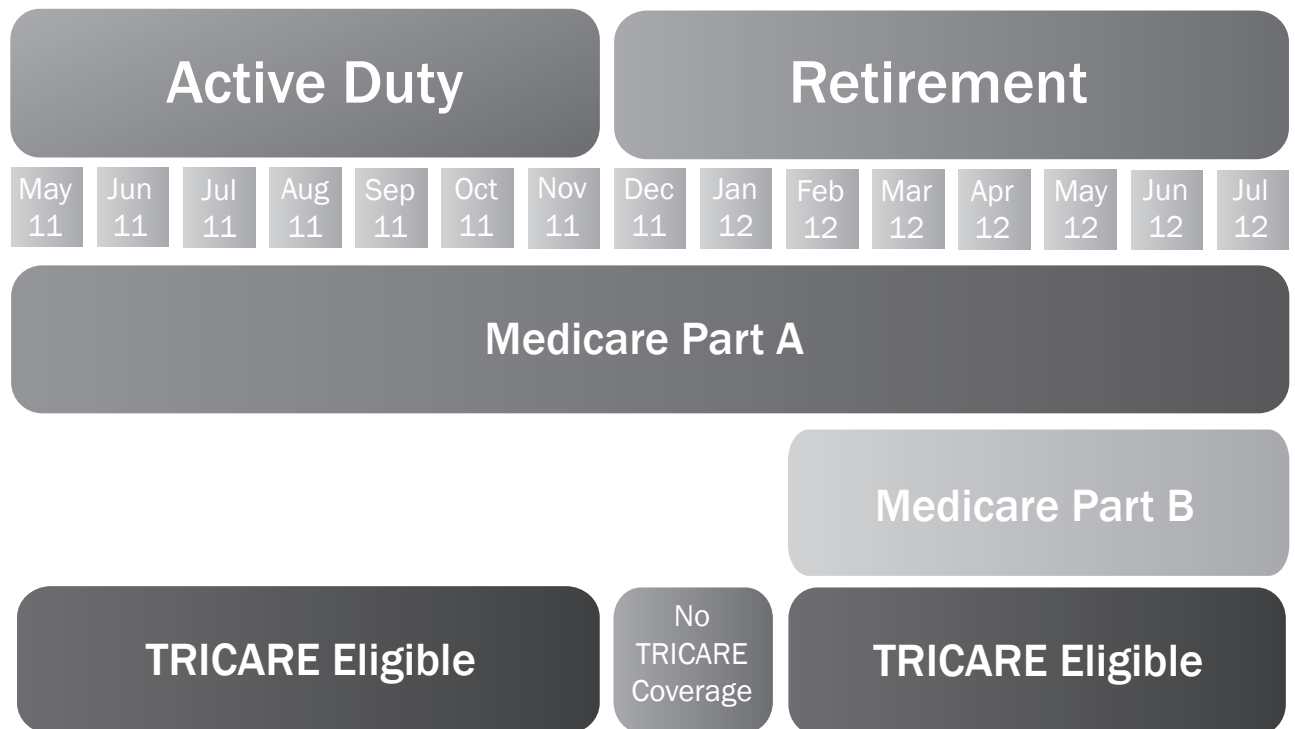 Active Duty
Retirement
May Jun Jul Aug Sep Oct Nov Dec Jan Feb Mar Apr May Jun Jul
11 11 11 11 11 11 11 11 12 12 12 12 12 12 12
Medicare Part A
Medicare Part B
TRICARE Eligible
No
TRICARE
Coverage
TRICARE Eligible